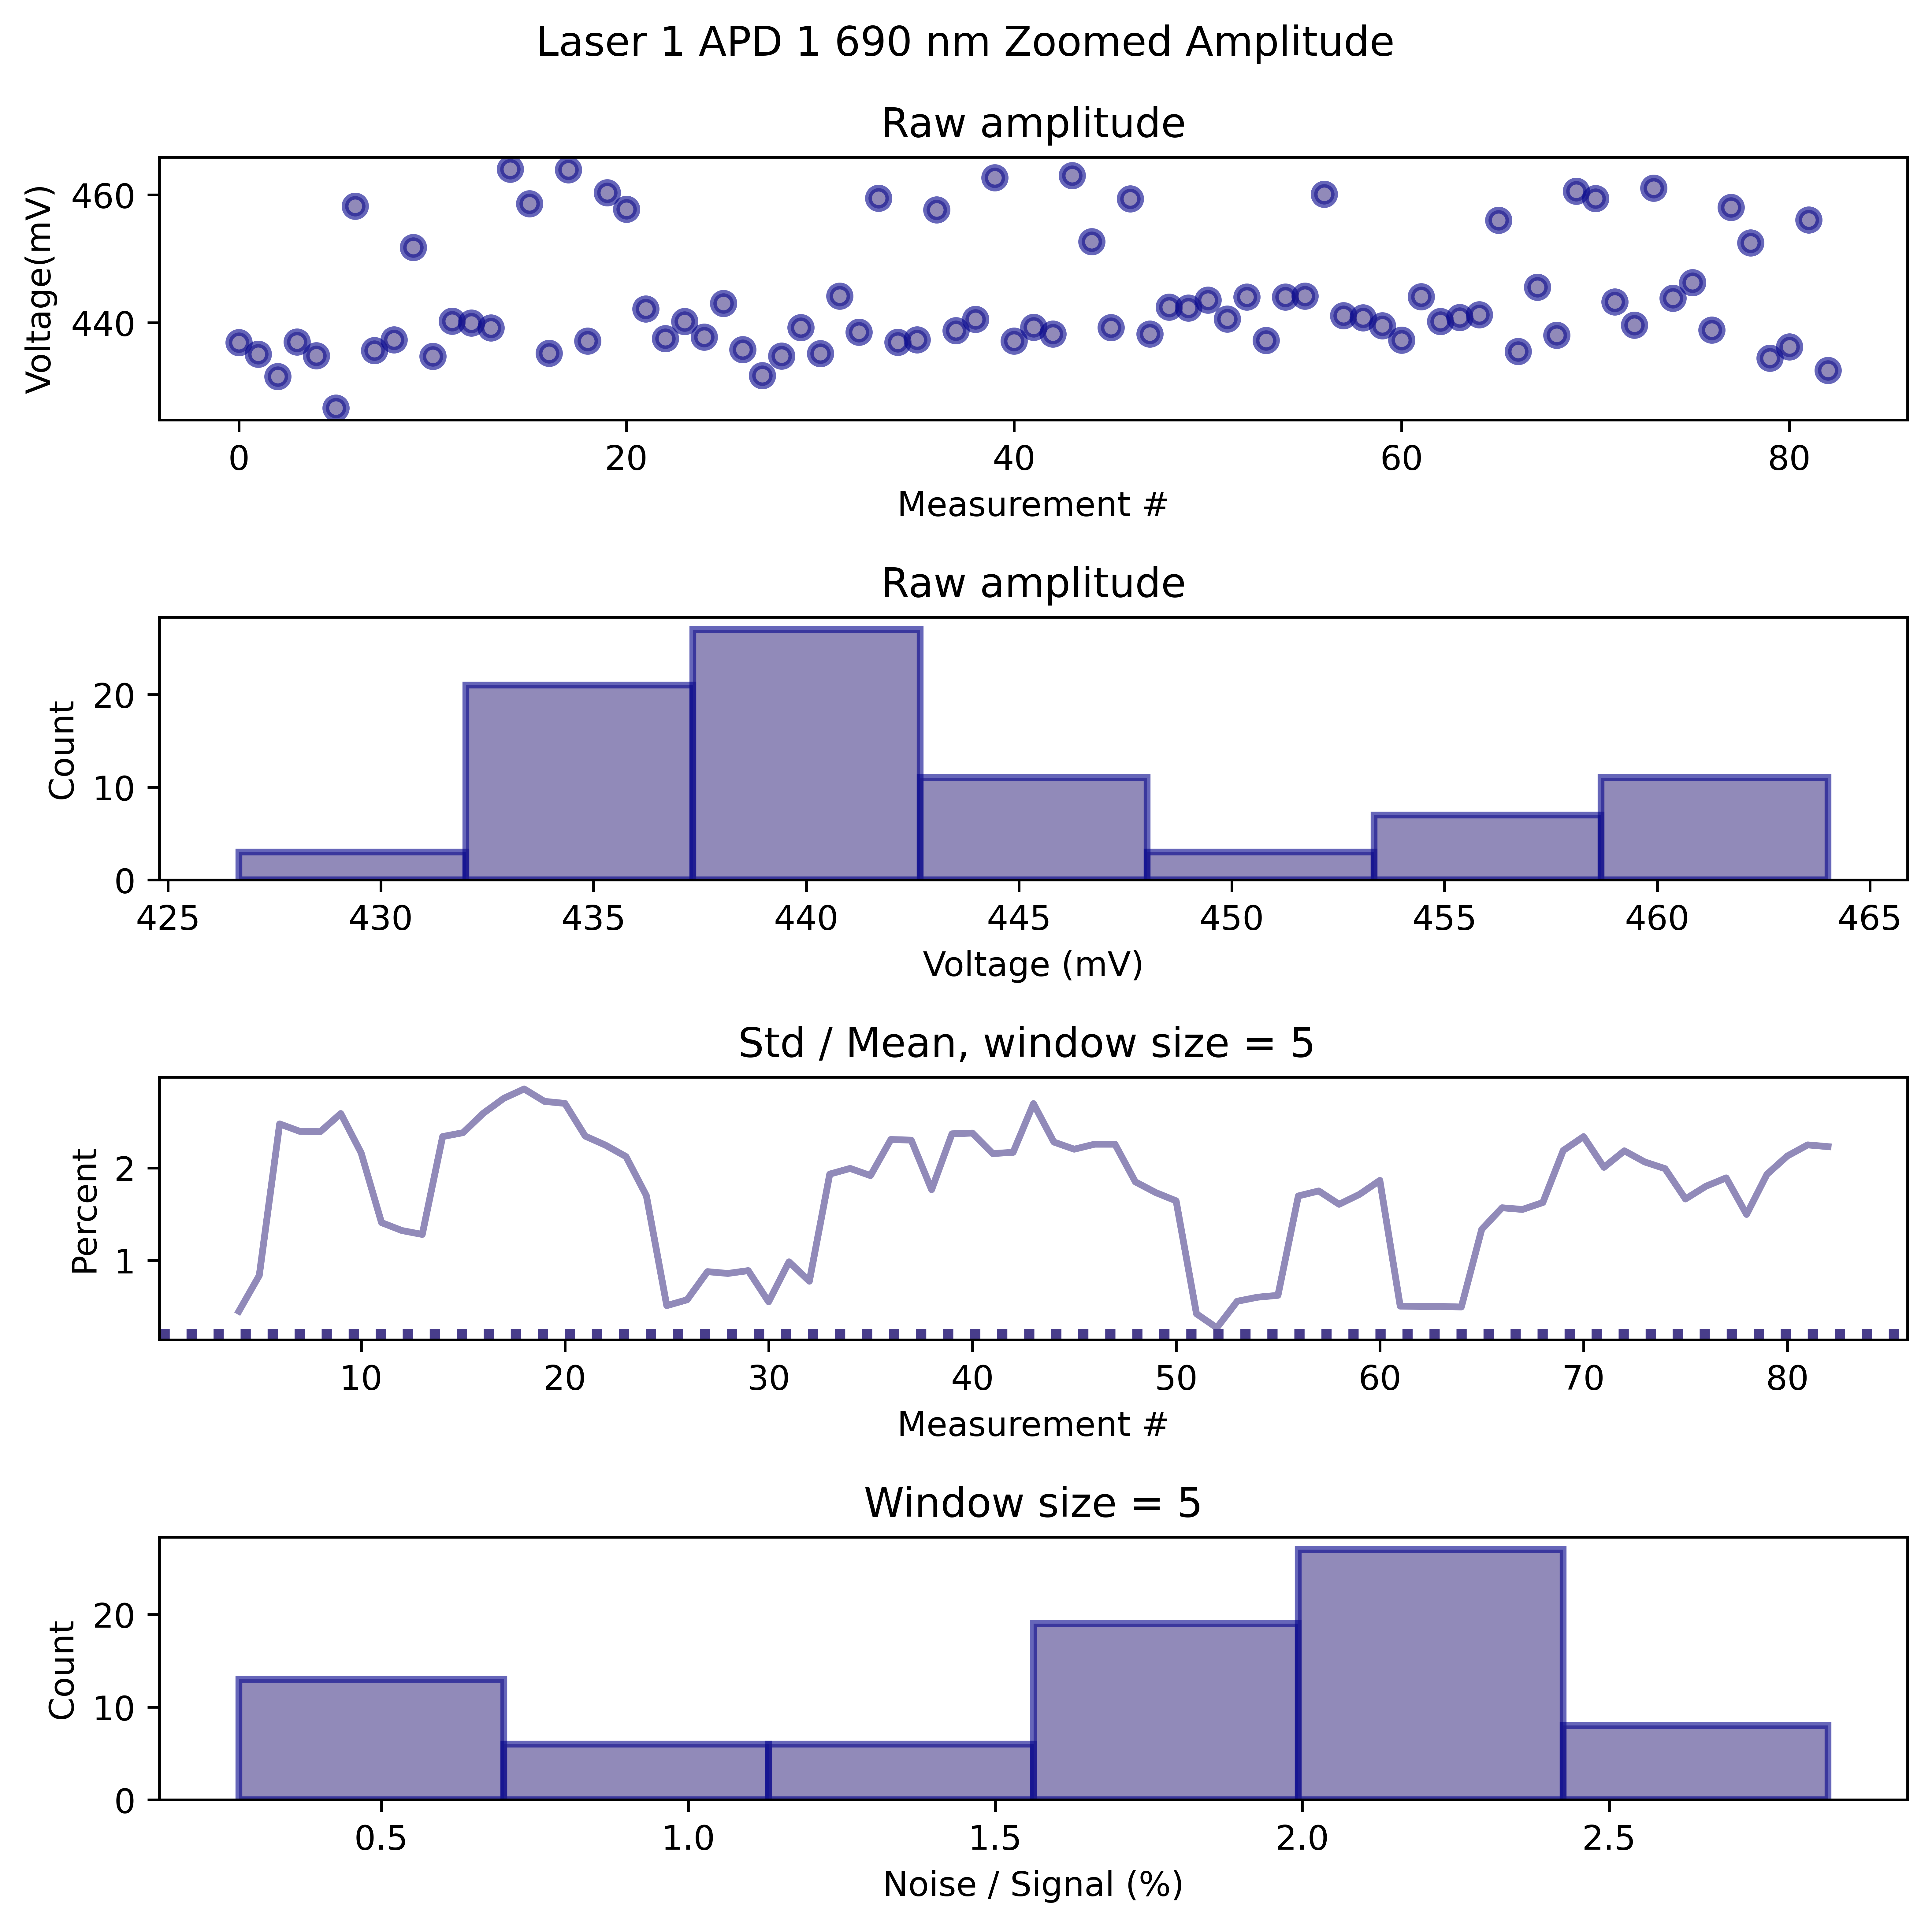 Laser 1 APD 1 690 nm Zoomed Amplitude
Raw amplitude
Voltage(mV)
460
440
0 20 40 60 80
Measurement #
Raw amplitude
Count
20
10
0
425 430 435 440 445 450 455 460 465
Voltage (mV)
Std / Mean, window size = 5
Percent
2
1
10 20 30 40 50 60 70 80
Measurement #
Window size = 5
Count
20
10
0
0.5 1.0 1.5 2.0 2.5
Noise / Signal (%)